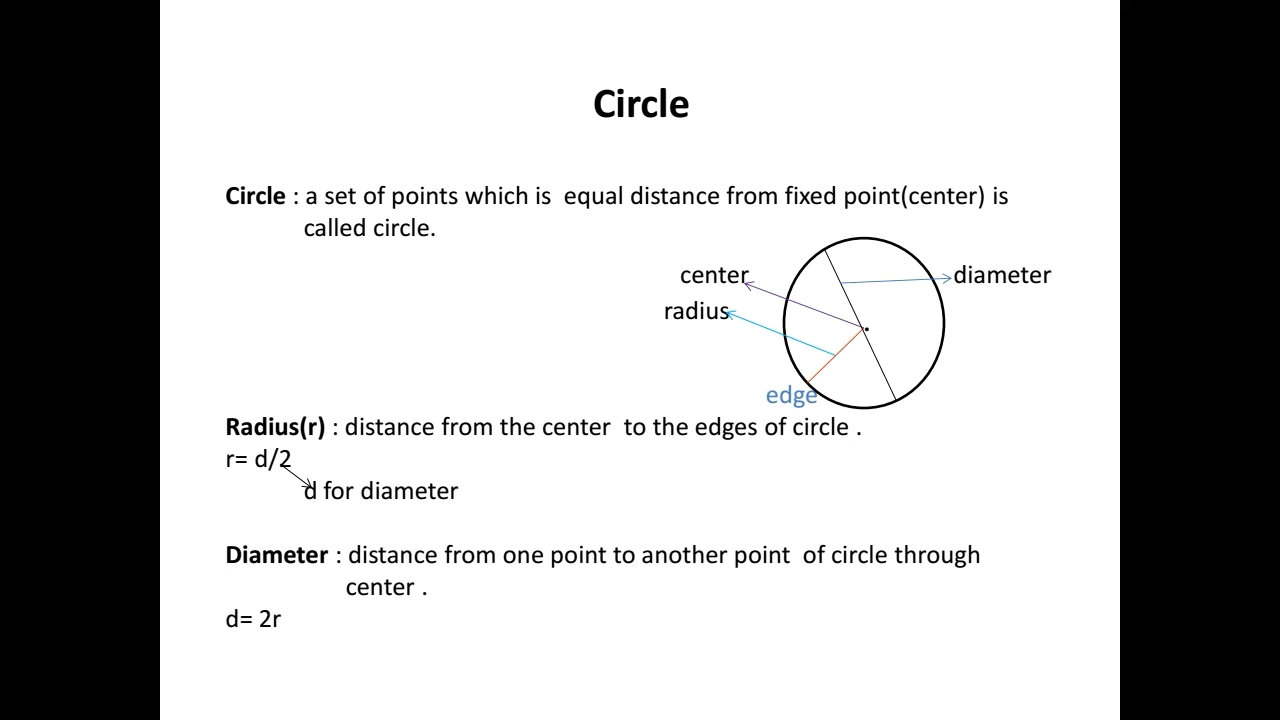 Circle
Circle : a set of points which is  equal distance from fixed point(center) is
called circle.
center
diameter
radius
edge
Radius(r) : distance from the center  to the edges of circle .
r= d/2
d for diameter
Diameter : distance from one point to another point  of circle through
center .
d= 2r